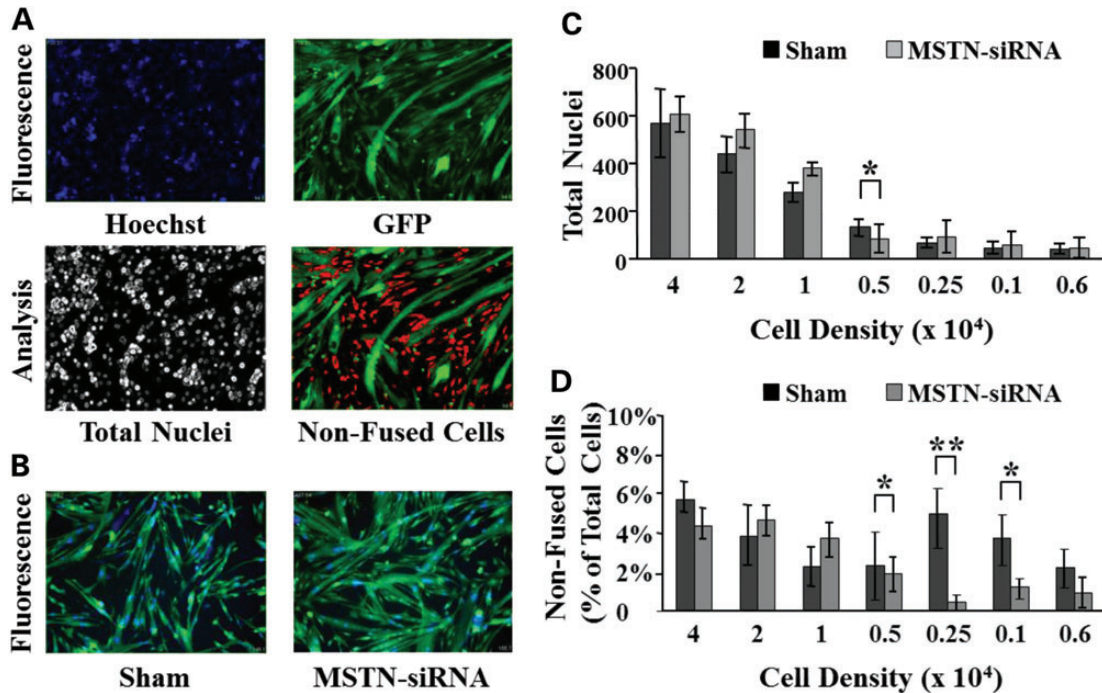 A
Fluorescence
Hoechst
GFP
Analysis
Total Nuclei
Non-Fused Cells
B
Fluorescence
Sham
MSTN-siRNA
C
Sham
MSTN-siRNA
Total Nuclei
800
600
400
200
0
*
4 2 1 0.5 0.25 0.1 0.6
Cell Density (x 10⁴)
D
Sham
MSTN-siRNA
Non-Fused Cells
(% of Total Cells)
10%
8%
6%
4%
2%
0
* ** *
4 2 1 0.5 0.25 0.1 0.6
Cell Density (x 10⁴)